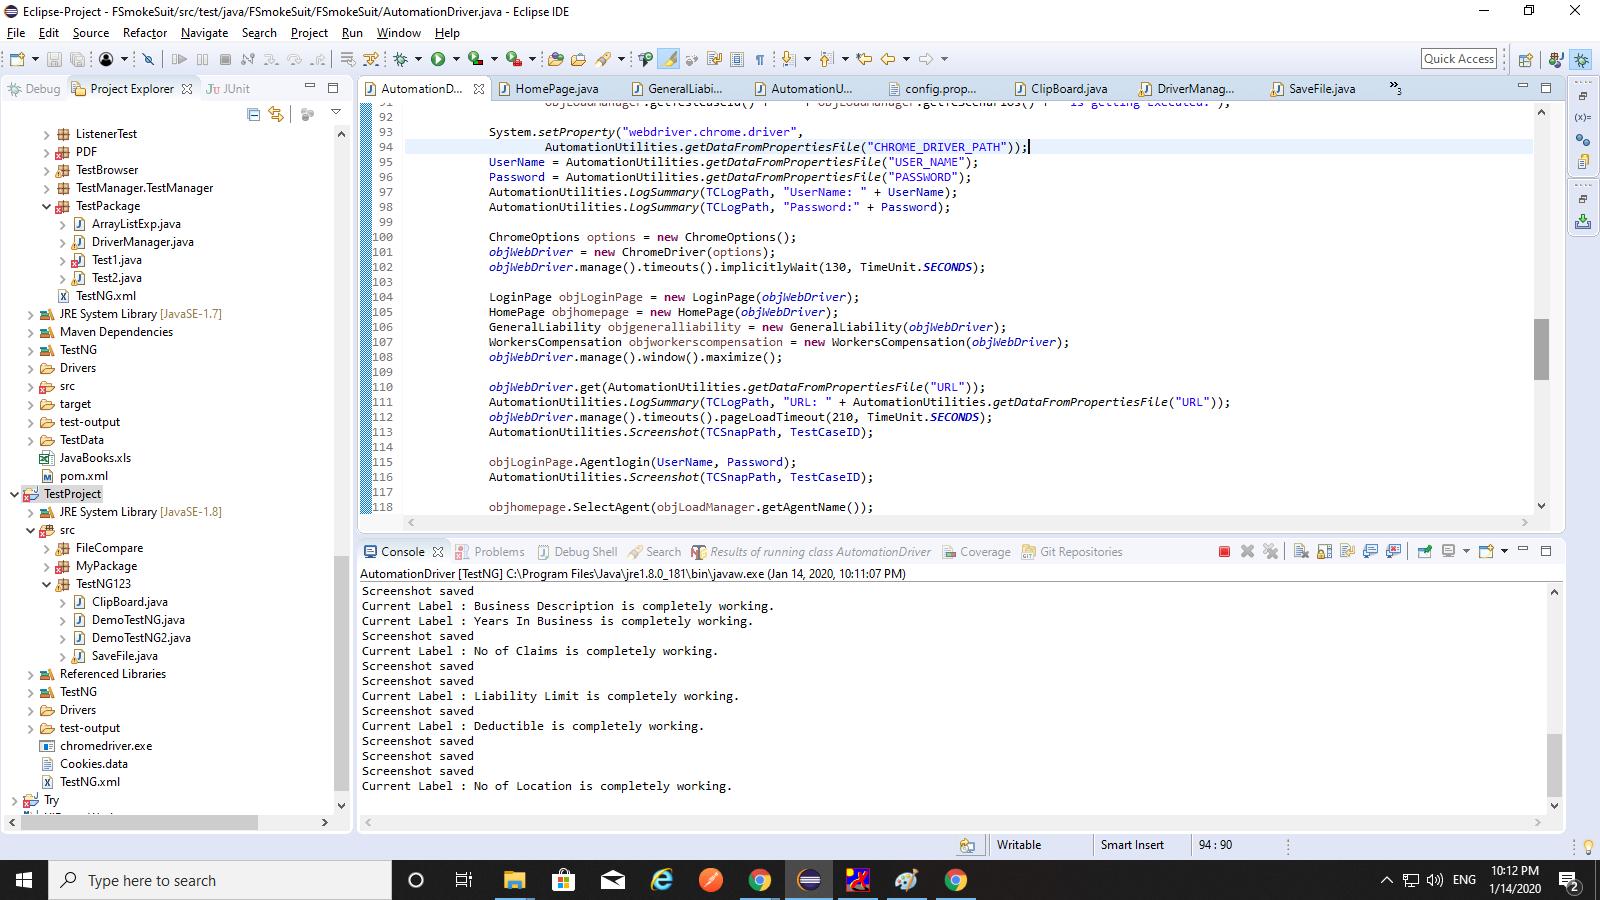 Eclipse-Project - FSmokeSuit/src/test/java/FSmokeSuit/FSmokeSuit/AutomationDriver.java - Eclipse IDE
File Edit Source Refactor Navigate Search Project Run Window Help
Quick Access
Debug Project Explorer JUnit
ListenerTest
PDF
TestBrowser
TestManager.TestManager
TestPackage
ArrayListExp.java
DriverManager.java
Test1.java
Test2.java
TestNG.xml
JRE System Library [JavaSE-1.7]
Maven Dependencies
TestNG
Drivers
src
target
test-output
TestData
JavaBooks.xls
pom.xml
TestProject
JRE System Library [JavaSE-1.8]
src
FileCompare
MyPackage
TestNG123
ClipBoard.java
DemoTestNG.java
DemoTestNG2.java
SaveFile.java
Referenced Libraries
TestNG
Drivers
test-output
chromedriver.exe
Cookies.data
TestNG.xml
Try
AutomationD... HomePage.java GeneralLiabi... AutomationU... config.prop... ClipBoard.java DriverManag... SaveFile.java »3
91
92
93 System.setProperty("webdriver.chrome.driver",
94 AutomationUtilities.getDataFromPropertiesFile("CHROME_DRIVER_PATH"));
95 UserName = AutomationUtilities.getDataFromPropertiesFile("USER_NAME");
96 Password = AutomationUtilities.getDataFromPropertiesFile("PASSWORD");
97 AutomationUtilities.LogSummary(TCLogPath, "UserName: " + UserName);
98 AutomationUtilities.LogSummary(TCLogPath, "Password:" + Password);
99
100 ChromeOptions options = new ChromeOptions();
101 objWebDriver = new ChromeDriver(options);
102 objWebDriver.manage().timeouts().implicitlyWait(130, TimeUnit.SECONDS);
103
104 LoginPage objLoginPage = new LoginPage(objWebDriver);
105 HomePage objhomepage = new HomePage(objWebDriver);
106 GeneralLiability objgeneralliability = new GeneralLiability(objWebDriver);
107 WorkersCompensation objworkerscompensation = new WorkersCompensation(objWebDriver);
108 objWebDriver.manage().window().maximize();
109
110 objWebDriver.get(AutomationUtilities.getDataFromPropertiesFile("URL"));
111 AutomationUtilities.LogSummary(TCLogPath, "URL: " + AutomationUtilities.getDataFromPropertiesFile("URL"));
112 objWebDriver.manage().timeouts().pageLoadTimeout(210, TimeUnit.SECONDS);
113 AutomationUtilities.Screenshot(TCSnapPath, TestCaseID);
114
115 objLoginPage.Agentlogin(UserName, Password);
116 AutomationUtilities.Screenshot(TCSnapPath, TestCaseID);
117
118 objhomepage.SelectAgent(objLoadManager.getAgentName());
Console Problems Debug Shell Search Results of running class AutomationDriver Coverage Git Repositories
AutomationDriver [TestNG] C:\Program Files\Java\jre1.8.0_181\bin\javaw.exe (Jan 14, 2020, 10:11:07 PM)
Screenshot saved
Current Label : Business Description is completely working.
Current Label : Years In Business is completely working.
Screenshot saved
Current Label : No of Claims is completely working.
Screenshot saved
Screenshot saved
Current Label : Liability Limit is completely working.
Screenshot saved
Current Label : Deductible is completely working.
Screenshot saved
Screenshot saved
Screenshot saved
Current Label : No of Location is completely working.
Writable Smart Insert 94 : 90
Type here to search
ENG
10:12 PM
1/14/2020
2